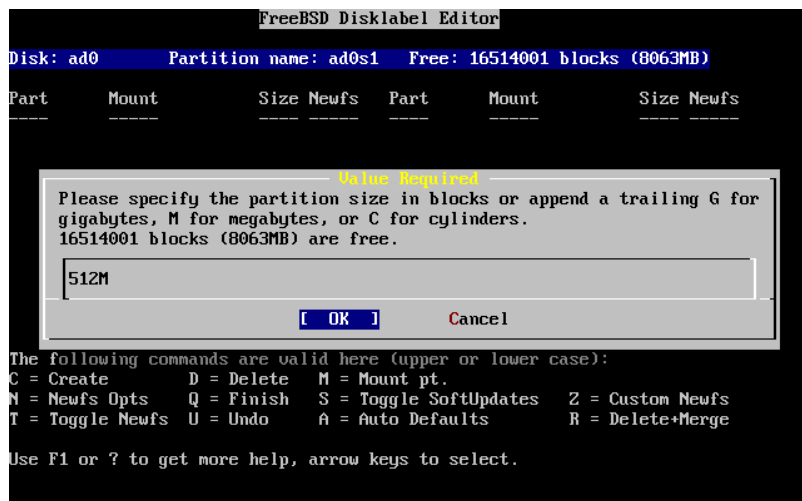 FreeBSD Disklabel Editor
Disk: ad0 Partition name: ad0s1 Free: 16514001 blocks (8063MB)
Part Mount Size Newfs Part Mount Size Newfs
---- ----- ---- ----- ---- ----- ---- -----
Value Required
Please specify the partition size in blocks or append a trailing G for
gigabytes, M for megabytes, or C for cylinders.
16514001 blocks (8063MB) are free.
512M
[ OK ] Cancel
The following commands are valid here (upper or lower case):
C = Create D = Delete M = Mount pt.
N = Newfs Opts Q = Finish S = Toggle SoftUpdates Z = Custom Newfs
T = Toggle Newfs U = Undo A = Auto Defaults R = Delete+Merge
Use F1 or ? to get more help, arrow keys to select.